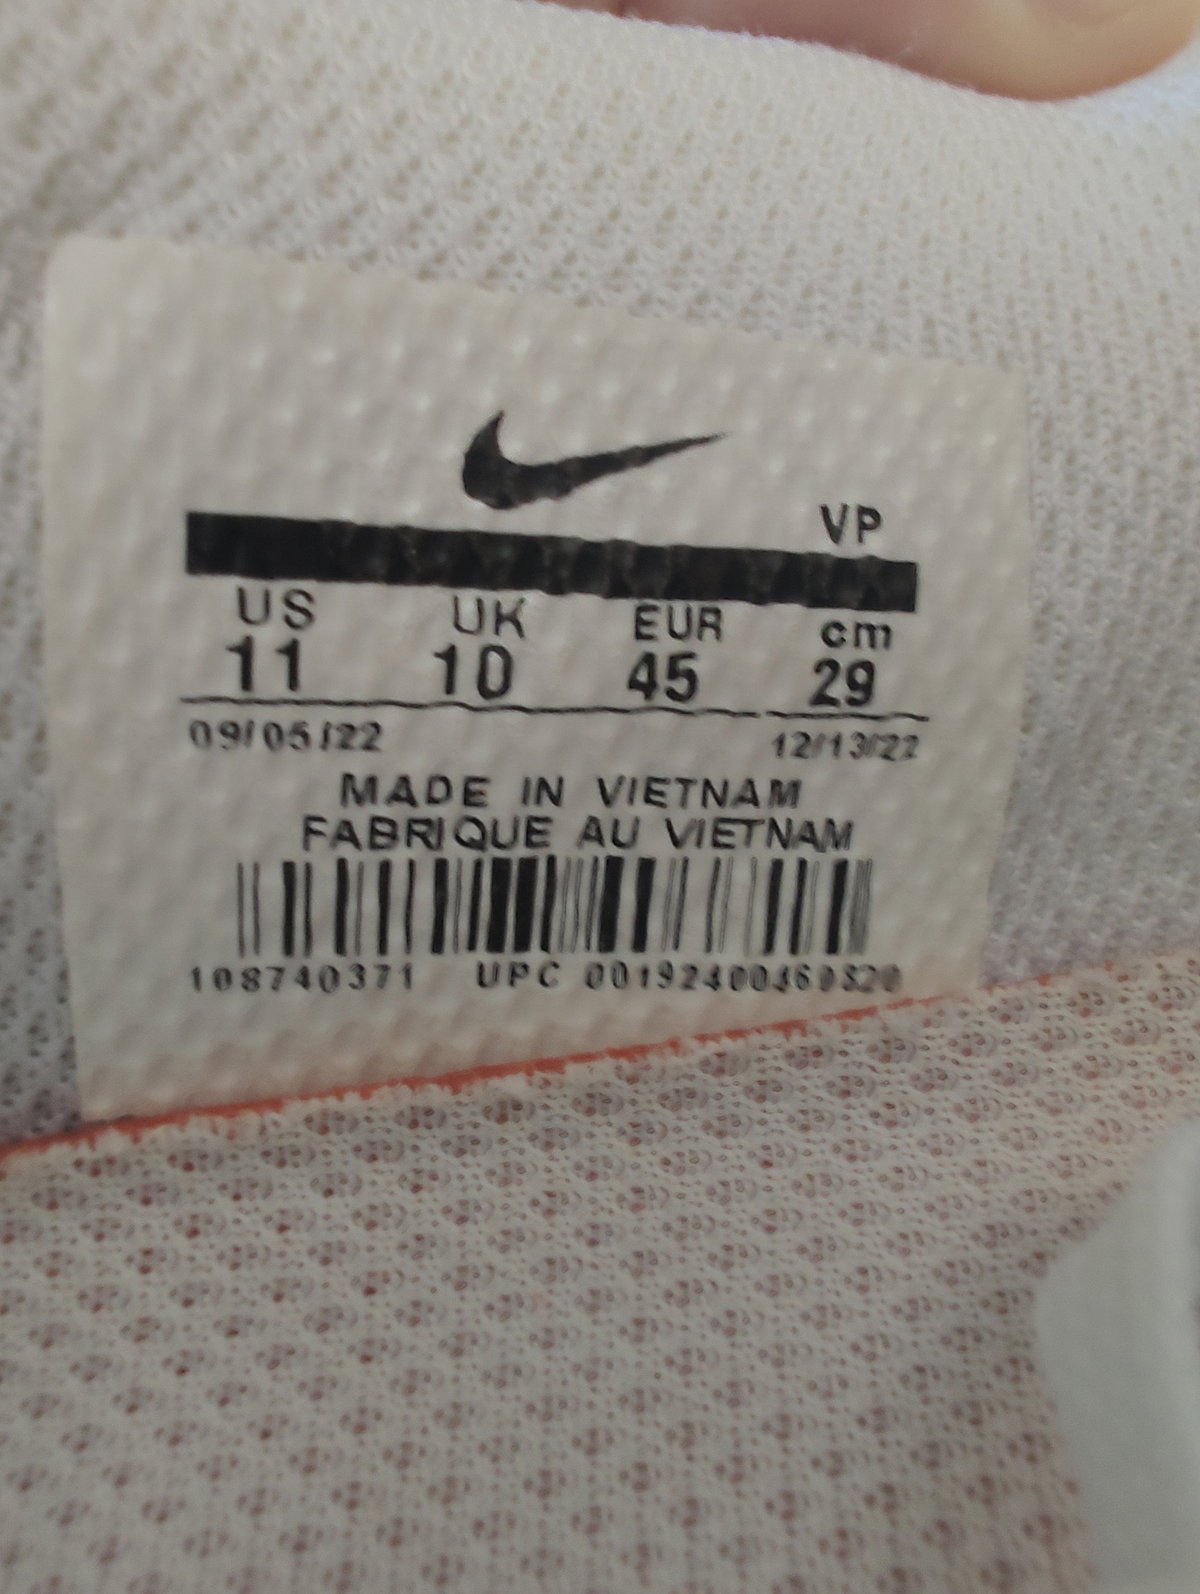 VP
US UK EUR cm
11 10 45 29
09/05/22 12/13/22
MADE IN VIETNAM
FABRIQUE AU VIETNAM
108740371 UPC